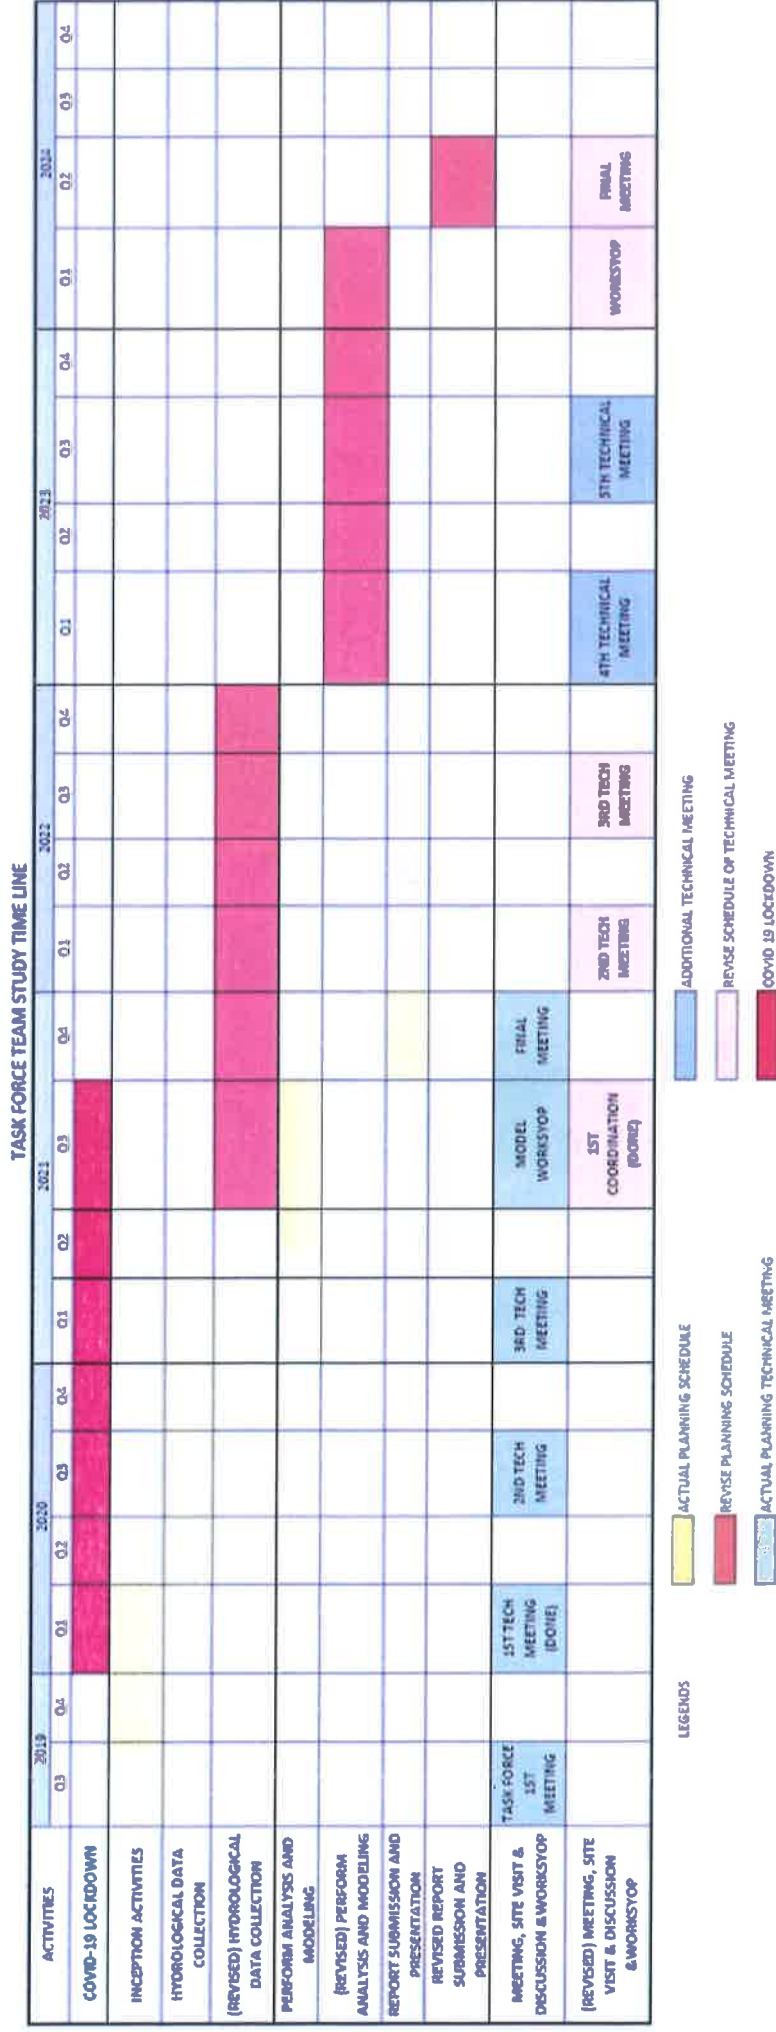 TASK FORCE TEAM STUDY TIME LINE
ACTIVITIES
2019
2020
2021
2022
2023
2024
Q3
Q4
Q1
Q2
Q3
Q4
Q1
Q2
Q3
Q4
Q1
Q2
Q3
Q4
Q1
Q2
Q3
Q4
Q1
Q2
Q3
Q4
COVID-19 LOCKDOWN
INCEPTION ACTIVITIES
HYDROLOGICAL DATA
COLLECTION
(REVISED) HYDROLOGICAL
DATA COLLECTION
PERFORM ANALYSIS AND
MODELING
(REVISED) PERFORM
ANALYSIS AND MODELING
REPORT SUBMISSION AND
PRESENTATION
REVISED REPORT
SUBMISSION AND
PRESENTATION
MEETING, SITE VISIT &
DISCUSSION & WORKSYOP
TASK FORCE
1ST
MEETING
1ST TECH
MEETING
(DONE)
2ND TECH
MEETING
3RD TECH
MEETING
MODEL
WORKSYOP
FINAL
MEETING
(REVISED) MEETING, SITE
VISIT & DISCUSSION
& WORKSYOP
1ST
COORDINATION
(DONE)
2ND TECH
MEETING
3RD TECH
MEETING
4TH TECHNICAL
MEETING
5TH TECHNICAL
MEETING
WORKSYOP
FINAL
MEETING
LEGENDS
ACTUAL PLANNING SCHEDULE
REVISE PLANNING SCHEDULE
ACTUAL PLANNING TECHNICAL MEETING
ADDITIONAL TECHNICAL MEETING
REVISE SCHEDULE OF TECHNICAL MEETING
COVID 19 LOCKDOWN